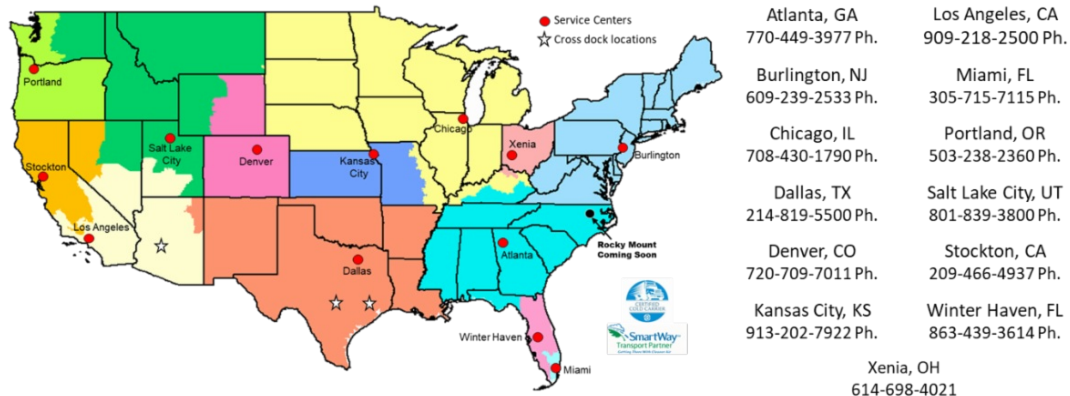 Service Centers
Cross dock locations
Portland
Salt Lake
City
Stockton
Los Angeles
Denver
Kansas
City
Chicago
Xenia
Burlington
Dallas
Atlanta
Rocky Mount
Coming Soon
Winter Haven
Miami
CERTIFIED
COLD CARRIER
SmartWay
Transport Partner
Atlanta, GA
770-449-3977 Ph.
Burlington, NJ
609-239-2533 Ph.
Chicago, IL
708-430-1790 Ph.
Dallas, TX
214-819-5500 Ph.
Denver, CO
720-709-7011 Ph.
Kansas City, KS
913-202-7922 Ph.
Los Angeles, CA
909-218-2500 Ph.
Miami, FL
305-715-7115 Ph.
Portland, OR
503-238-2360 Ph.
Salt Lake City, UT
801-839-3800 Ph.
Stockton, CA
209-466-4937 Ph.
Winter Haven, FL
863-439-3614 Ph.
Xenia, OH
614-698-4021